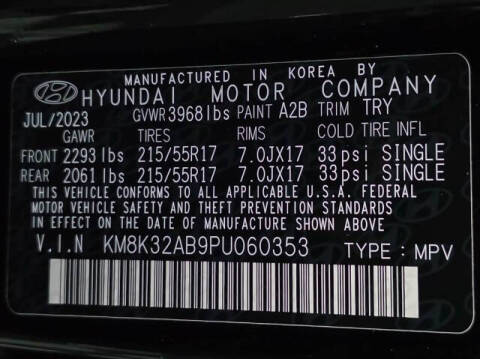 MANUFACTURED IN KOREA BY
HYUNDAI MOTOR COMPANY
JUL/2023 GVWR 3968 lbs PAINT A2B TRIM TRY
GAWR TIRES RIMS COLD TIRE INFL
FRONT 2293 lbs 215/55R17 7.0JX17 33psi SINGLE
REAR 2061 lbs 215/55R17 7.0JX17 33psi SINGLE
THIS VEHICLE CONFORMS TO ALL APPLICABLE U.S.A. FEDERAL
MOTOR VEHICLE SAFETY AND THEFT PREVENTION STANDARDS
IN EFFECT ON THE DATE OF MANUFACTURE SHOWN ABOVE.
V.I.N KM8K32AB9PU060353 TYPE : MPV